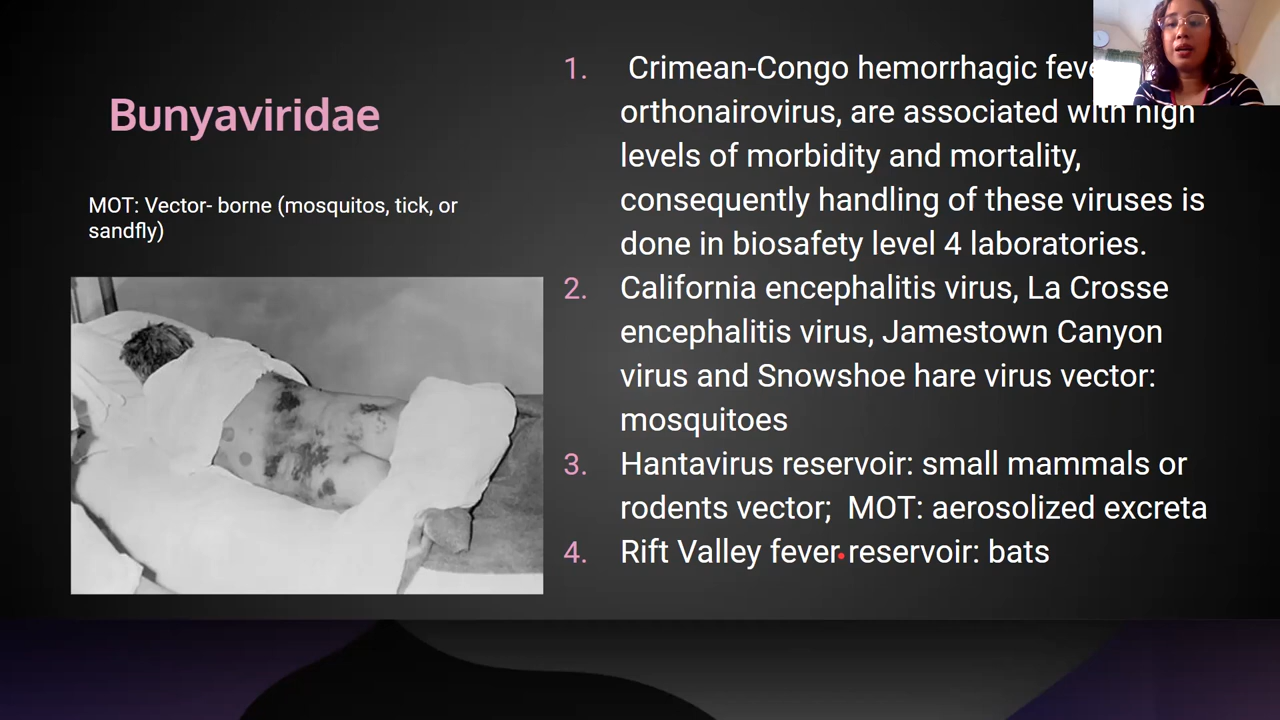 Bunyaviridae
MOT: Vector- borne (mosquitos, tick, or
sandfly)
1. Crimean-Congo hemorrhagic
orthonairovirus, are associated with high
levels of morbidity and mortality,
consequently handling of these viruses is
done in biosafety level 4 laboratories.
2. California encephalitis virus, La Crosse
encephalitis virus, Jamestown Canyon
virus and Snowshoe hare virus vector:
mosquitoes
3. Hantavirus reservoir: small mammals or
rodents vector; MOT: aerosolized excreta
4. Rift Valley fever reservoir: bats